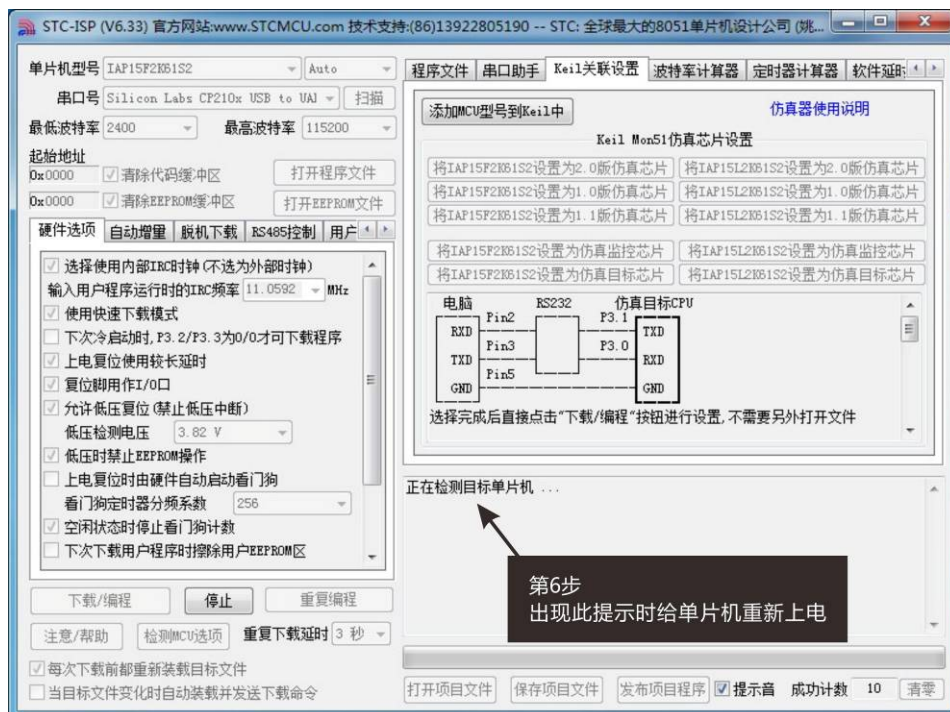 STC-ISP (V6.33) 官方网站:www.STCMCU.com 技术支持:(86)13922805190 -- STC: 全球最大的8051单片机设计公司 (姚...
单片机型号 IAP15F2K61S2 Auto
串口号 Silicon Labs CP210x USB to UA 扫描
最低波特率 2400 最高波特率 115200
起始地址
0x0000 清除代码缓冲区 打开程序文件
0x0000 清除EEPROM缓冲区 打开EEPROM文件
硬件选项 自动增量 脱机下载 RS485控制 用户
选择使用内部IRC时钟(不选为外部时钟)
输入用户程序运行时的IRC频率 11.0592 MHz
使用快速下载模式
下次冷启动时,P3.2/P3.3为0/0才可下载程序
上电复位使用较长延时
复位脚用作I/O口
允许低压复位(禁止低压中断)
低压检测电压 3.82 V
低压时禁止EEPROM操作
上电复位时由硬件自动启动看门狗
看门狗定时器分频系数 256
空闲状态时停止看门狗计数
下次下载用户程序时擦除用户EEPROM区
下载/编程 停止 重复编程
注意/帮助 检测MCU选项 重复下载延时 3 秒
每次下载前都重新装载目标文件
当目标文件变化时自动装载并发送下载命令
程序文件 串口助手 Keil关联设置 波特率计算器 定时器计算器 软件延时
添加MCU型号到Keil中 仿真器使用说明
Keil Mon51仿真芯片设置
将IAP15F2K61S2设置为2.0版仿真芯片 将IAP15L2K61S2设置为2.0版仿真芯片
将IAP15F2K61S2设置为1.0版仿真芯片 将IAP15L2K61S2设置为1.0版仿真芯片
将IAP15F2K61S2设置为1.1版仿真芯片 将IAP15L2K61S2设置为1.1版仿真芯片
将IAP15F2K61S2设置为仿真监控芯片 将IAP15L2K61S2设置为仿真监控芯片
将IAP15F2K61S2设置为仿真目标芯片 将IAP15L2K61S2设置为仿真目标芯片
电脑 RS232 仿真目标CPU
Pin2 P3.1
RXD TXD
Pin3 P3.0
TXD RXD
Pin5
GND GND
选择完成后直接点击"下载/编程"按钮进行设置,不需要另外打开文件
正在检测目标单片机 ...
第6步
出现此提示时给单片机重新上电
打开项目文件 保存项目文件 发布项目程序 提示音 成功计数 10 清零